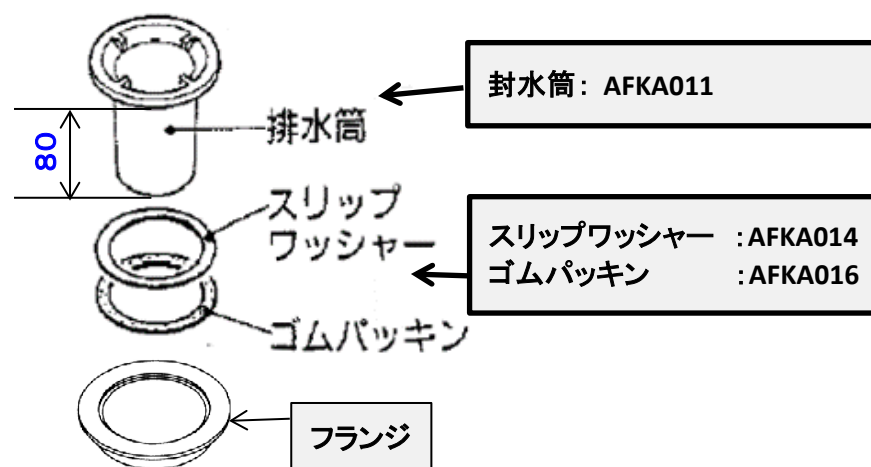 封水筒: AFKA011
80
排水筒
スリップ
ワッシャー
スリップワッシャー :AFKA014
ゴムパッキン :AFKA016
ゴムパッキン
フランジ